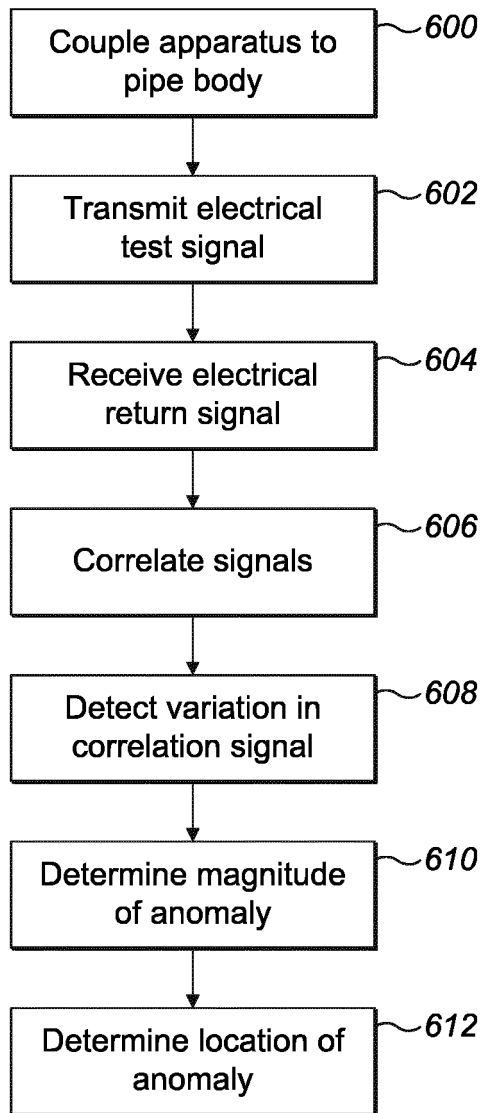 Couple apparatus to
pipe body
600
Transmit electrical
test signal
602
Receive electrical
return signal
604
Correlate signals
606
Detect variation in
correlation signal
608
Determine magnitude
of anomaly
610
Determine location of
anomaly
612